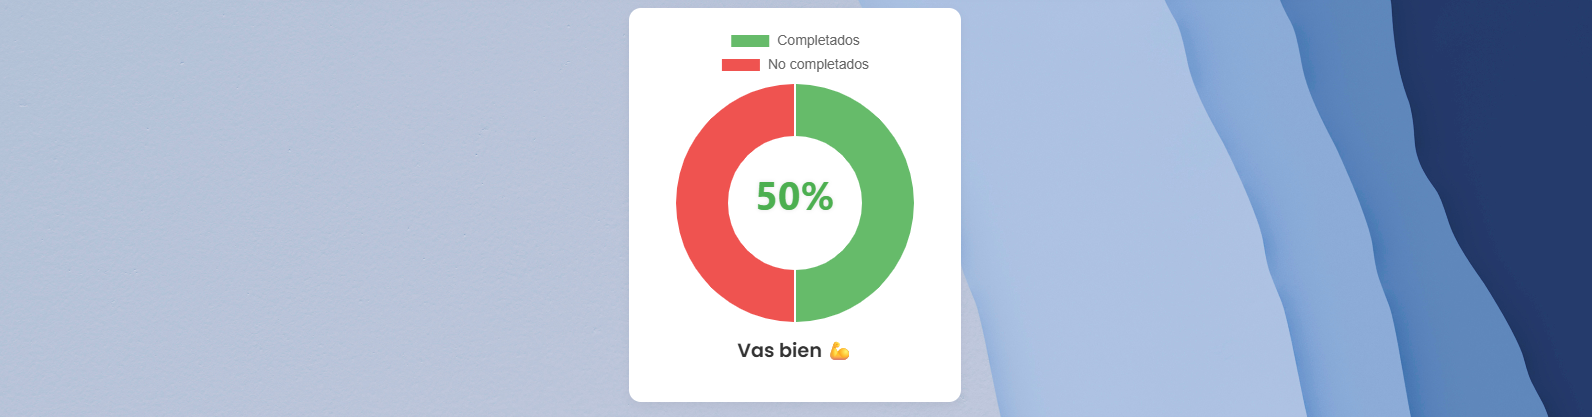 Completados
No completados
50%
Vas bien 💪